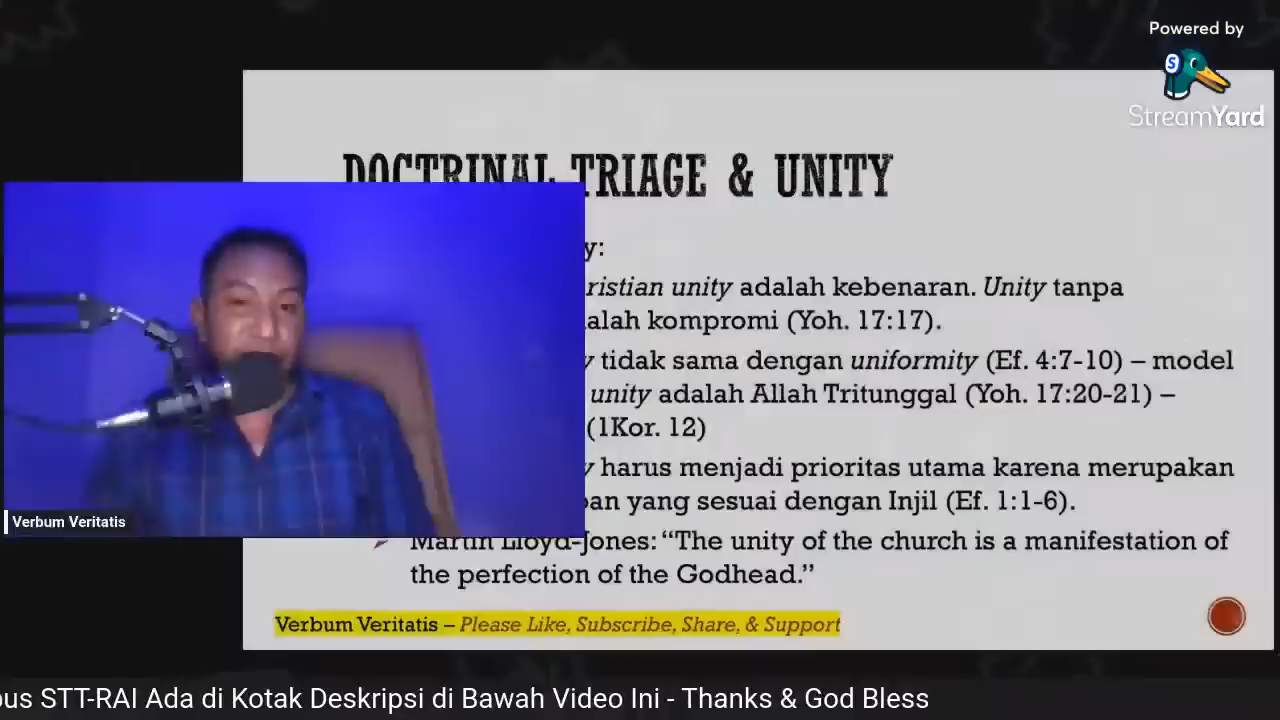 Powered by
StreamYard
DOCTRINAL TRIAGE & UNITY
ristian unity adalah kebenaran. Unity tanpa
kompromi (Yoh. 17:17).
tidak sama dengan uniformity (Ef. 4:7-10) – model
unity adalah Allah Tritunggal (Yoh. 17:20-21) –
(1Kor. 12)
harus menjadi prioritas utama karena merupakan
yang sesuai dengan Injil (Ef. 1:1-6).
Martin Lloyd-Jones: “The unity of the church is a manifestation of
the perfection of the Godhead.”
Verbum Veritatis
Verbum Veritatis – Please Like, Subscribe, Share, & Support
STT-RAI Ada di Kotak Deskripsi di Bawah Video Ini - Thanks & God Bless